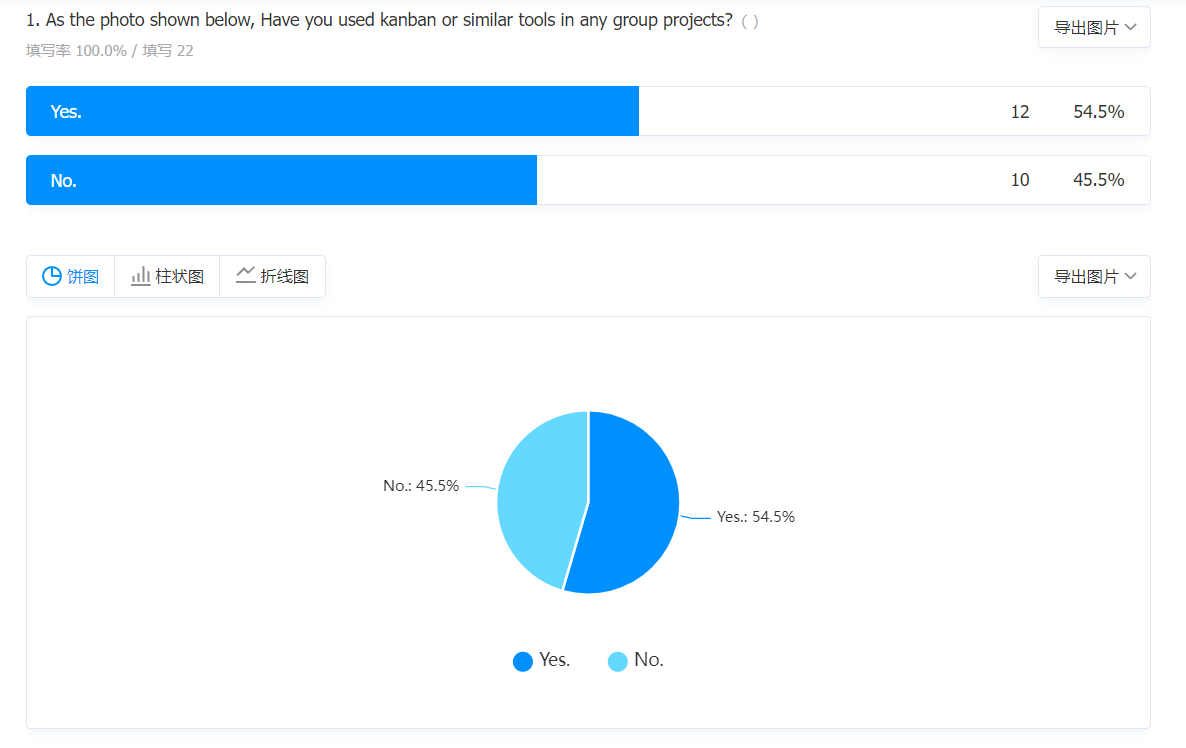 1. As the photo shown below, Have you used kanban or similar tools in any group projects? ( )
导出图片
填写率 100.0% / 填写 22
Yes. 12 54.5%
No. 10 45.5%
饼图 柱状图 折线图 导出图片
No.: 45.5%
Yes.: 54.5%
Yes. No.